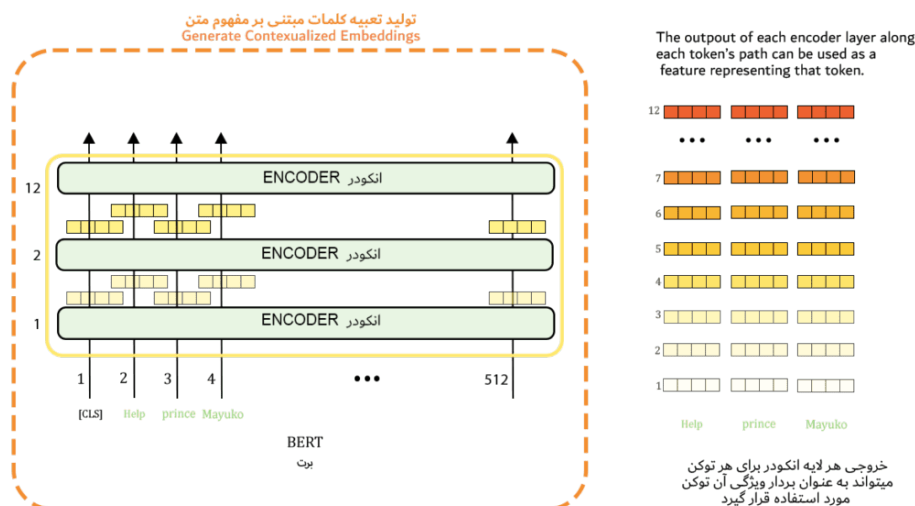 تولید تعبیه کلمات مبتنی بر مفهوم متن
Generate Contexualized Embeddings
12
ENCODER انکودر
2
ENCODER انکودر
1
ENCODER انکودر
1 2 3 4 ••• 512
[CLS] Help prince Mayuko
BERT
برت
The outpout of each encoder layer along
each token's path can be used as a
feature representing that token.
12
•••  •••  •••
7
6
5
4
3
2
1
Help prince Mayuko
خروجی هر لایه انکودر برای هر توکن
میتواند به عنوان بردار ویژگی آن توکن
مورد استفاده قرار گیرد